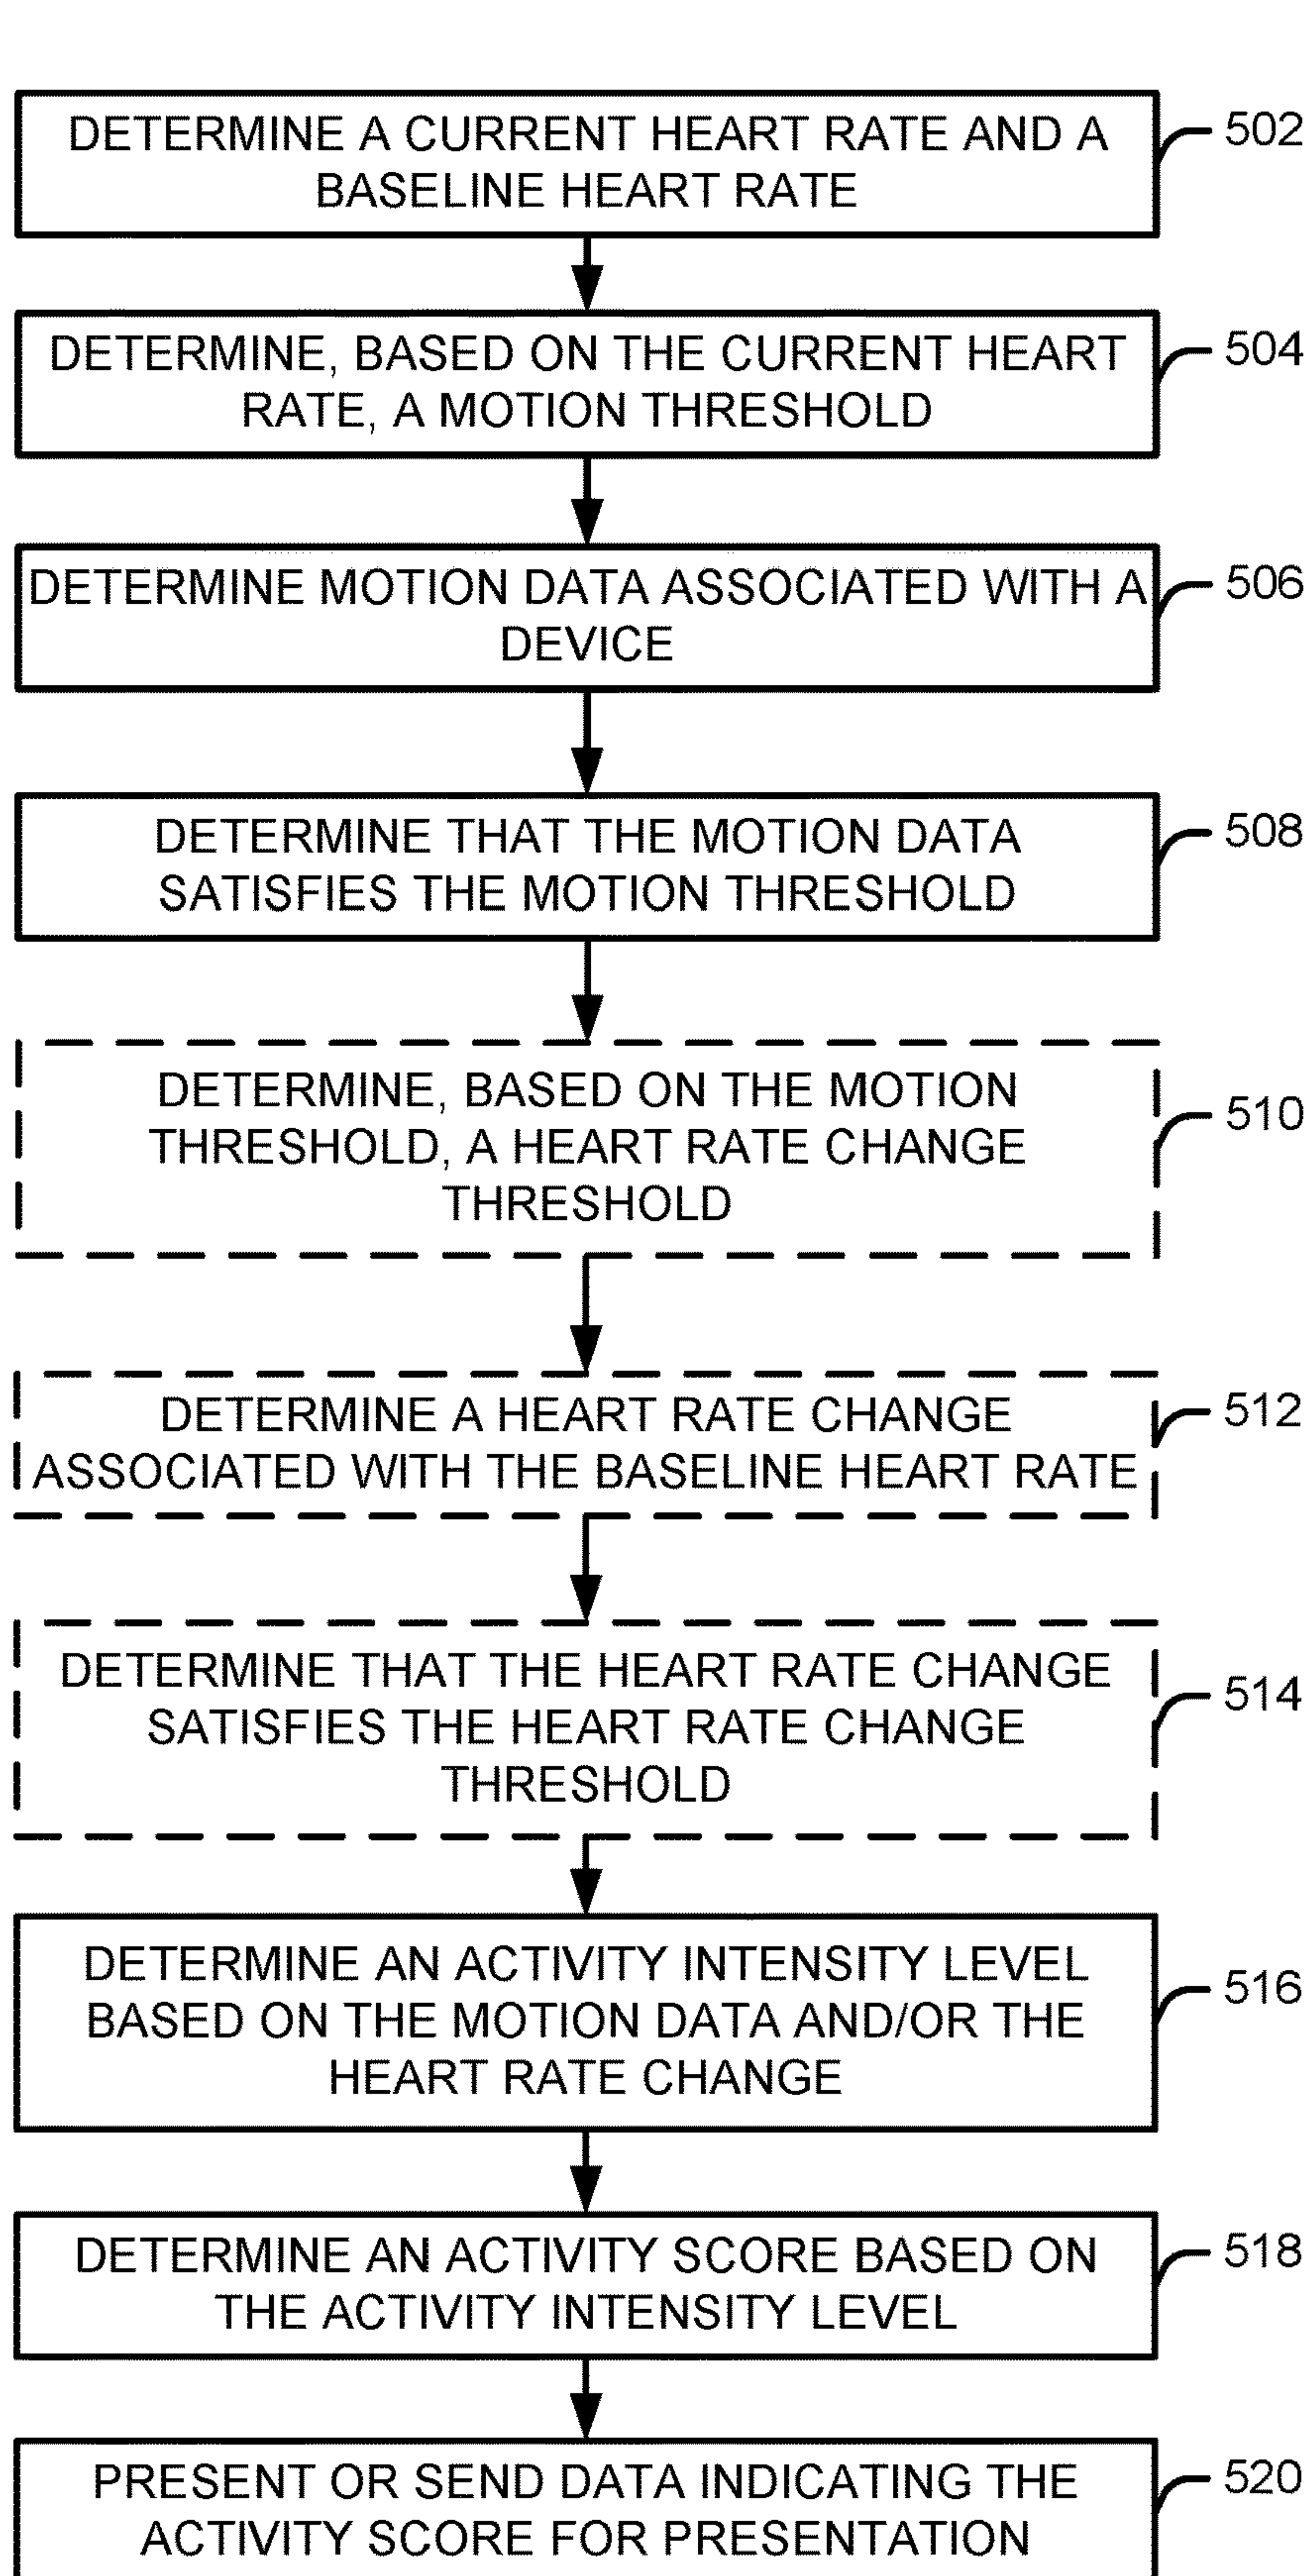 DETERMINE A CURRENT HEART RATE AND A
BASELINE HEART RATE
502
DETERMINE, BASED ON THE CURRENT HEART
RATE, A MOTION THRESHOLD
504
DETERMINE MOTION DATA ASSOCIATED WITH A
DEVICE
506
DETERMINE THAT THE MOTION DATA
SATISFIES THE MOTION THRESHOLD
508
DETERMINE, BASED ON THE MOTION
THRESHOLD, A HEART RATE CHANGE
THRESHOLD
510
DETERMINE A HEART RATE CHANGE
ASSOCIATED WITH THE BASELINE HEART RATE
512
DETERMINE THAT THE HEART RATE CHANGE
SATISFIES THE HEART RATE CHANGE
THRESHOLD
514
DETERMINE AN ACTIVITY INTENSITY LEVEL
BASED ON THE MOTION DATA AND/OR THE
HEART RATE CHANGE
516
DETERMINE AN ACTIVITY SCORE BASED ON
THE ACTIVITY INTENSITY LEVEL
518
PRESENT OR SEND DATA INDICATING THE
ACTIVITY SCORE FOR PRESENTATION
520